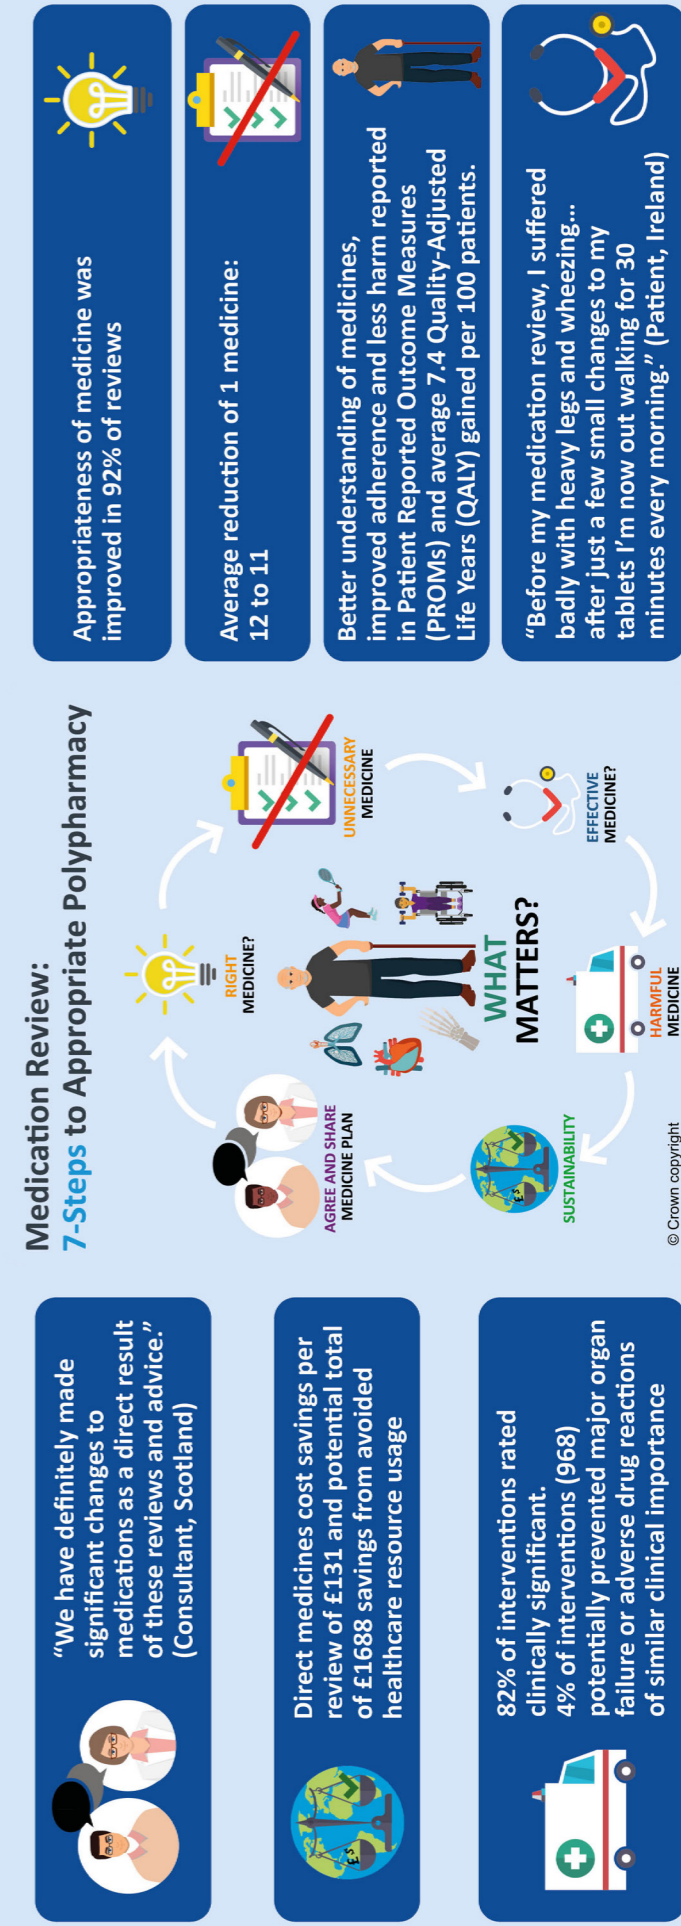 Medication Review:
7-Steps to Appropriate Polypharmacy
“We have definitely made
significant changes to
medications as a direct result
of these reviews and advice.”
(Consultant, Scotland)
Direct medicines cost savings per
review of £131 and potential total
of £1688 savings from avoided
healthcare resource usage
£$
82% of interventions rated
clinically significant.
4% of interventions (968)
potentially prevented major organ
failure or adverse drug reactions
of similar clinical importance
RIGHT
MEDICINE?
UNNECESSARY
MEDICINE
EFFECTIVE
MEDICINE?
HARMFUL
MEDICINE
SUSTAINABILITY
£$
AGREE AND SHARE
MEDICINE PLAN
WHAT
MATTERS?
© Crown copyright
Appropriateness of medicine was
improved in 92% of reviews
Average reduction of 1 medicine:
12 to 11
Better understanding of medicines,
improved adherence and less harm reported
in Patient Reported Outcome Measures
(PROMs) and average 7.4 Quality-Adjusted
Life Years (QALY) gained per 100 patients.
“Before my medication review, I suffered
badly with heavy legs and wheezing...
after just a few small changes to my
tablets I’m now out walking for 30
minutes every morning.” (Patient, Ireland)